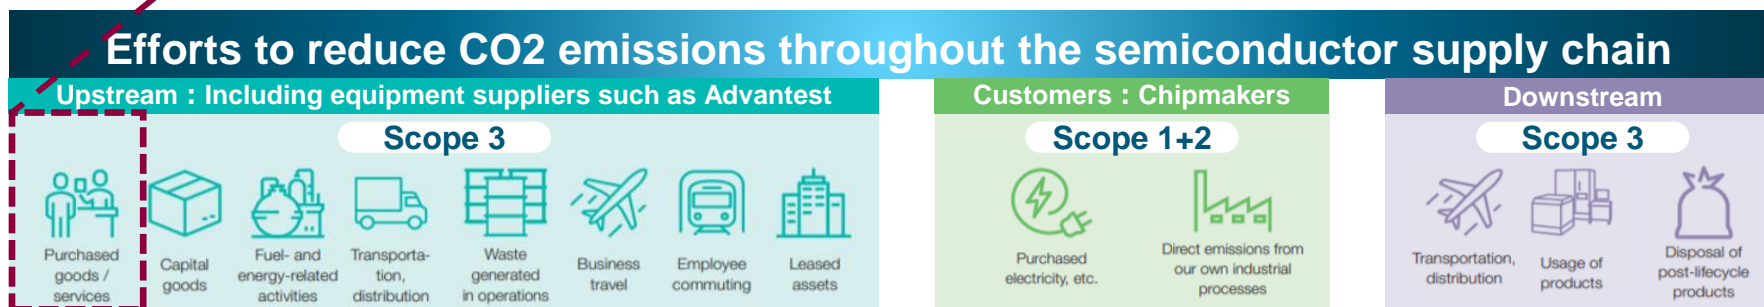 Efforts to reduce CO2 emissions throughout the semiconductor supply chain
Upstream : Including equipment suppliers such as Advantest
Scope 3
Purchased
goods /
services
Capital
goods
Fuel- and
energy-related
activities
Transporta-
tion,
distribution
Waste
generated
in operations
Business
travel
Employee
commuting
Leased
assets
Customers : Chipmakers
Scope 1+2
Purchased
electricity, etc.
Direct emissions from
our own industrial
processes
Downstream
Scope 3
Transportation,
distribution
Usage of
products
Disposal of
post-lifecycle
products